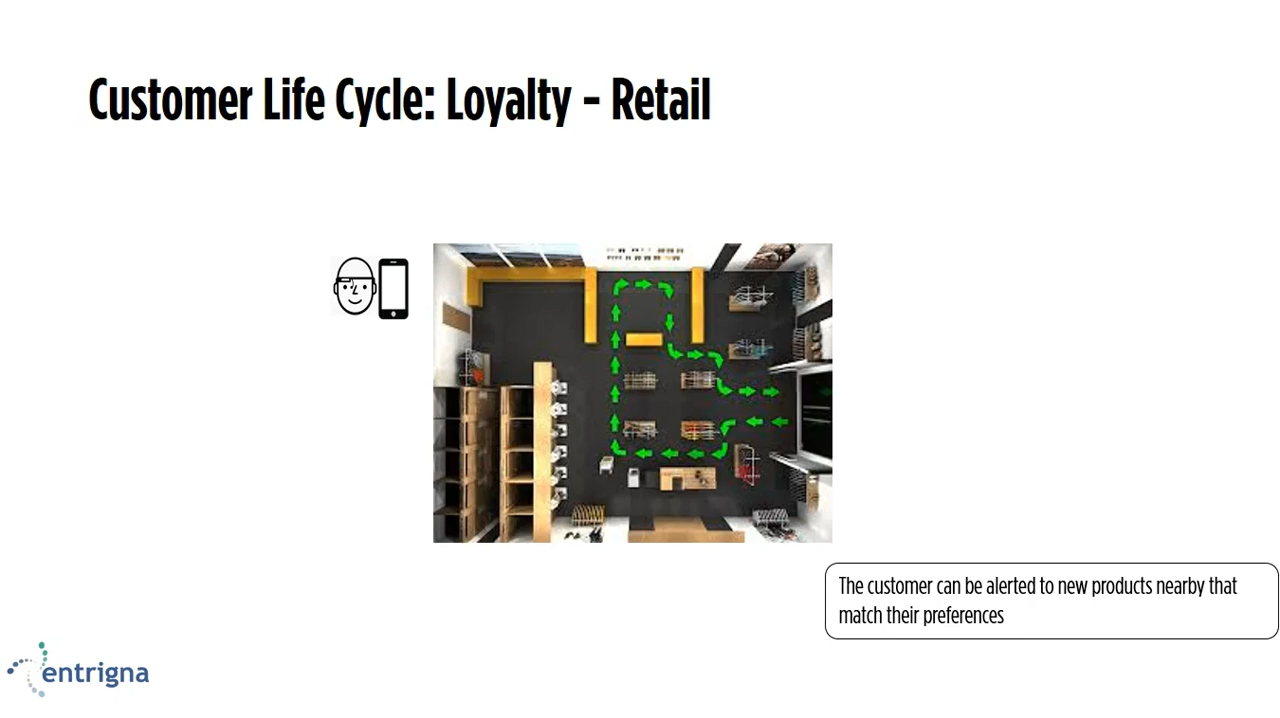 Customer Life Cycle: Loyalty – Retail
The customer can be alerted to new products nearby that
match their preferences
entrigna